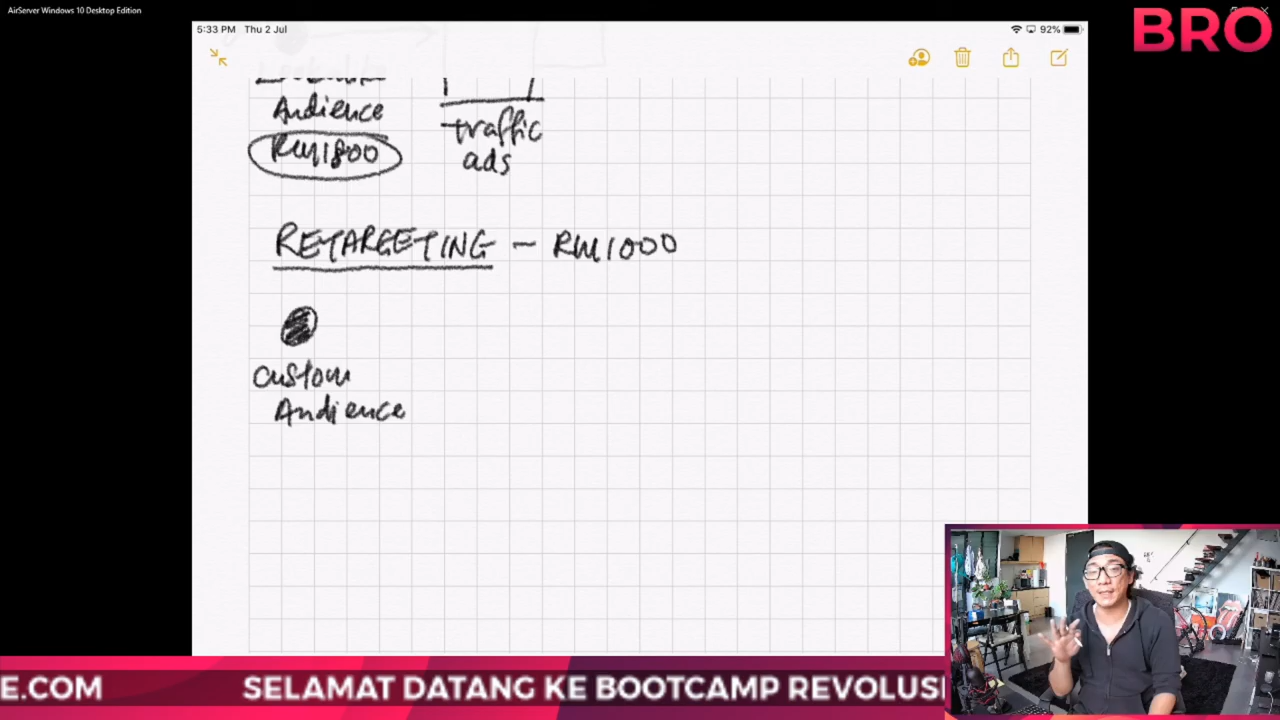 AirServer Windows 10 Desktop Edition
5:33 PM Thu 2 Jul
92%
BRO
Audience
RM1800
traffic
ads
RETARGETING - RM1000
custom
Audience
E.COM SELAMAT DATANG KE BOOTCAMP REVOLUSI